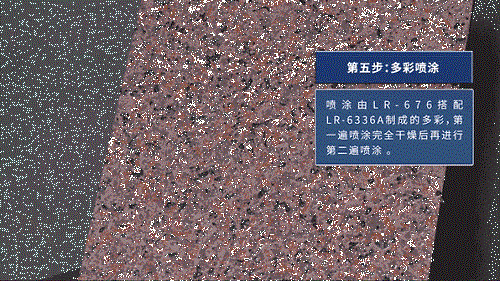 第五步:多彩喷涂
喷涂由LR-676搭配
LR-6336A制成的多彩,第
一遍喷涂完全干燥后再进行
第二遍喷涂。